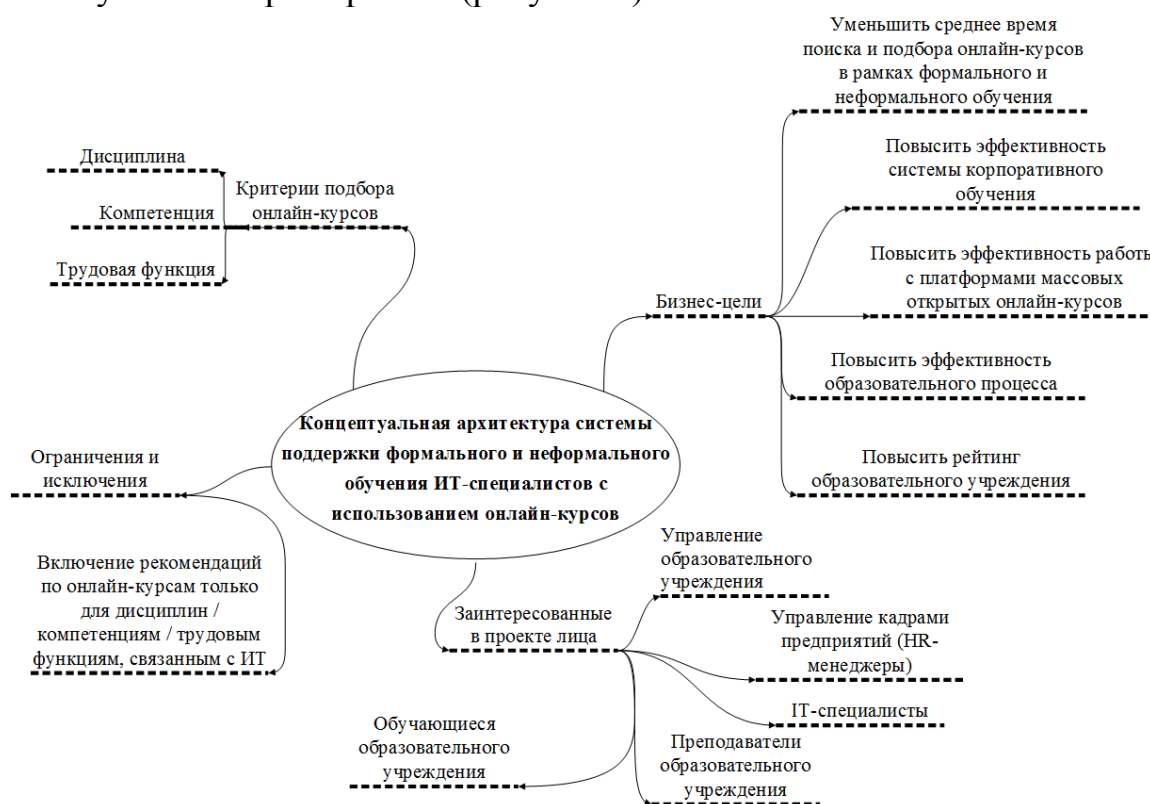 Уменьшить среднее время
поиска и подбора онлайн-курсов
в рамках формального и
неформального обучения
Повысить эффективность
системы корпоративного
обучения
Повысить эффективность работы
с платформами массовых
открытых онлайн-курсов
Бизнес-цели
Повысить эффективность
образовательного процесса
Повысить рейтинг
образовательного учреждения
Дисциплина
Компетенция
Трудовая функция
Критерии подбора
онлайн-курсов
Концептуальная архитектура системы
поддержки формального и неформального
обучения ИТ-специалистов с
использованием онлайн-курсов
Ограничения и
исключения
Включение рекомендаций
по онлайн-курсам только
для дисциплин /
компетенциям / трудовым
функциям, связанным с ИТ
Заинтересованные
в проекте лица
Управление
образовательного
учреждения
Управление кадрами
предприятий (HR-
менеджеры)
IT-специалисты
Преподаватели
образовательного
учреждения
Обучающиеся
образовательного
учреждения